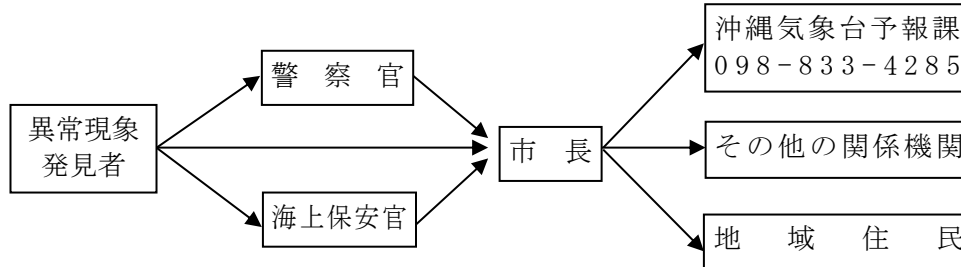 異常現象
発見者
警察官
海上保安官
市長
沖縄気象台予報課
098-833-4285
その他の関係機関
地域住民